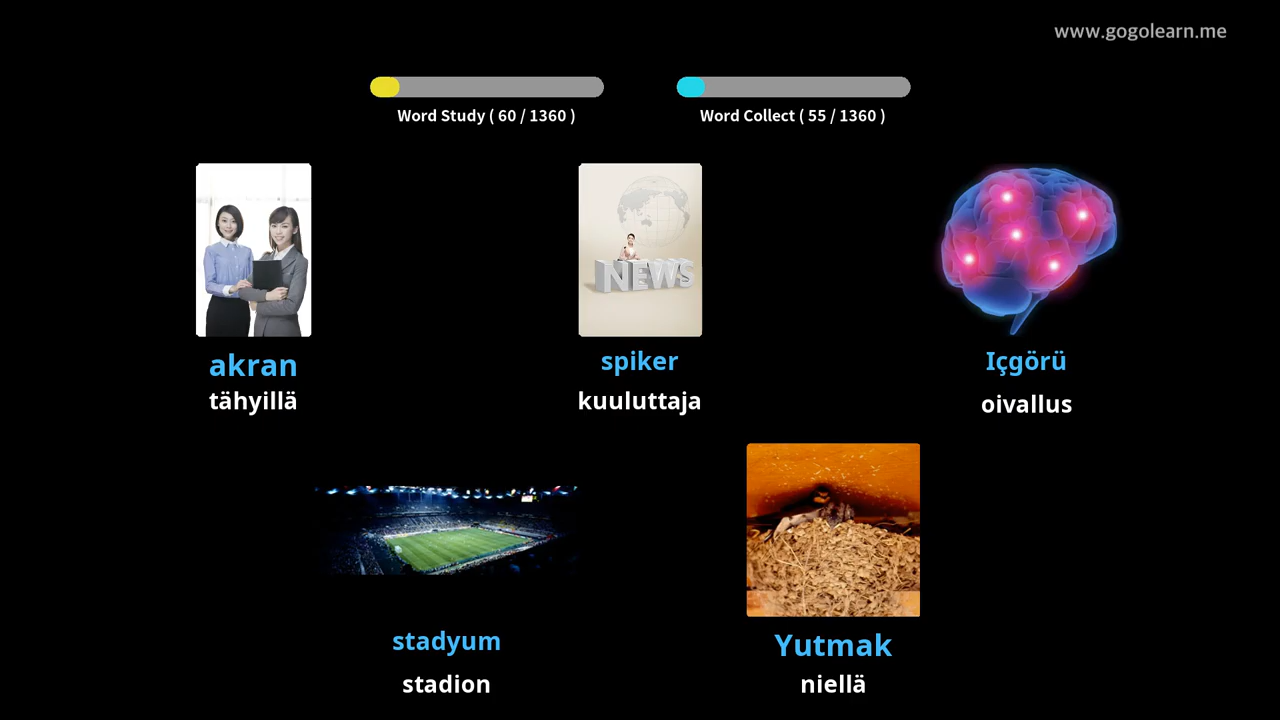 www.gogolearn.me
Word Study ( 60 / 1360 )
Word Collect ( 55 / 1360 )
NEWS
akran
tähyillä
spiker
kuuluttaja
Içgörü
oivallus
stadyum
stadion
Yutmak
niellä